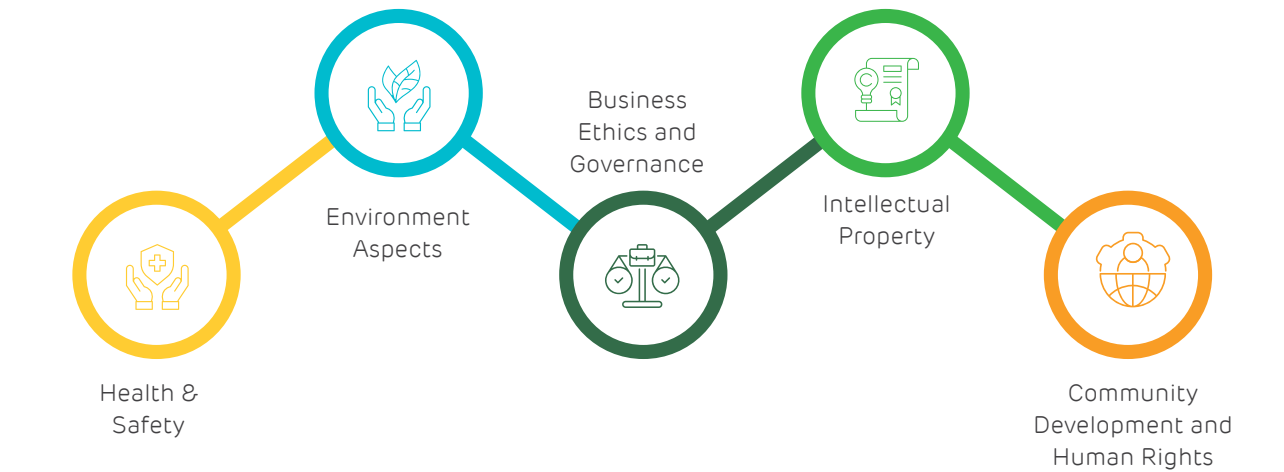 Health &
Safety
Environment
Aspects
Business
Ethics and
Governance
Intellectual
Property
Community
Development and
Human Rights